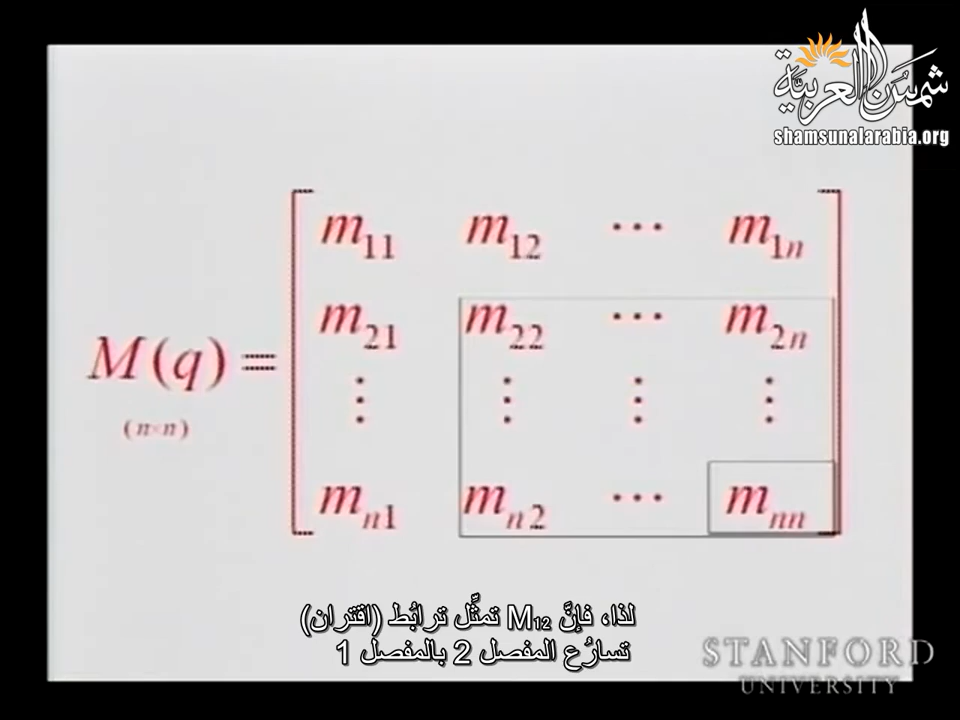 شمس العربية
shamsunalarabia.org
m₁₁ m₁₂ ⋯ m₁ₙ
m₂₁ m₂₂ ⋯ m₂ₙ
M(q) =
(n×n)
⋮ ⋮ ⋮ ⋮
mₙ₁ mₙ₂ ⋯ mₙₙ
لذا، فإنَّ M₁₂ تمثِّل ترابُط (اقتران)
تسارُع المفصل 2 بالمفصل 1
STANFORD
UNIVERSITY